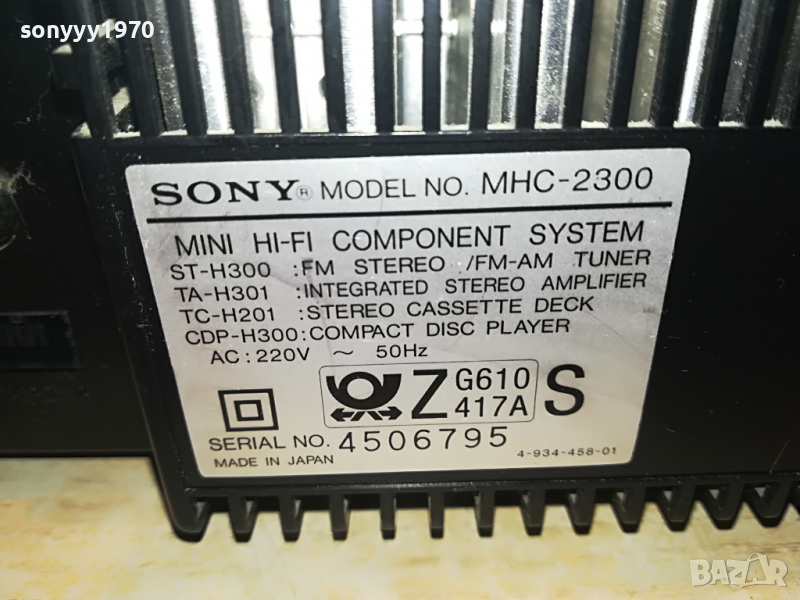 sonyyy1970
SONY® MODEL NO. MHC-2300
MINI HI-FI COMPONENT SYSTEM
ST-H300 :FM STEREO /FM-AM TUNER
TA-H301 :INTEGRATED STEREO AMPLIFIER
TC-H201 :STEREO CASSETTE DECK
CDP-H300:COMPACT DISC PLAYER
AC:220V ~ 50Hz
Z G610 S
417A
SERIAL NO. 4506795
MADE IN JAPAN 4-934-458-01
BAZAR